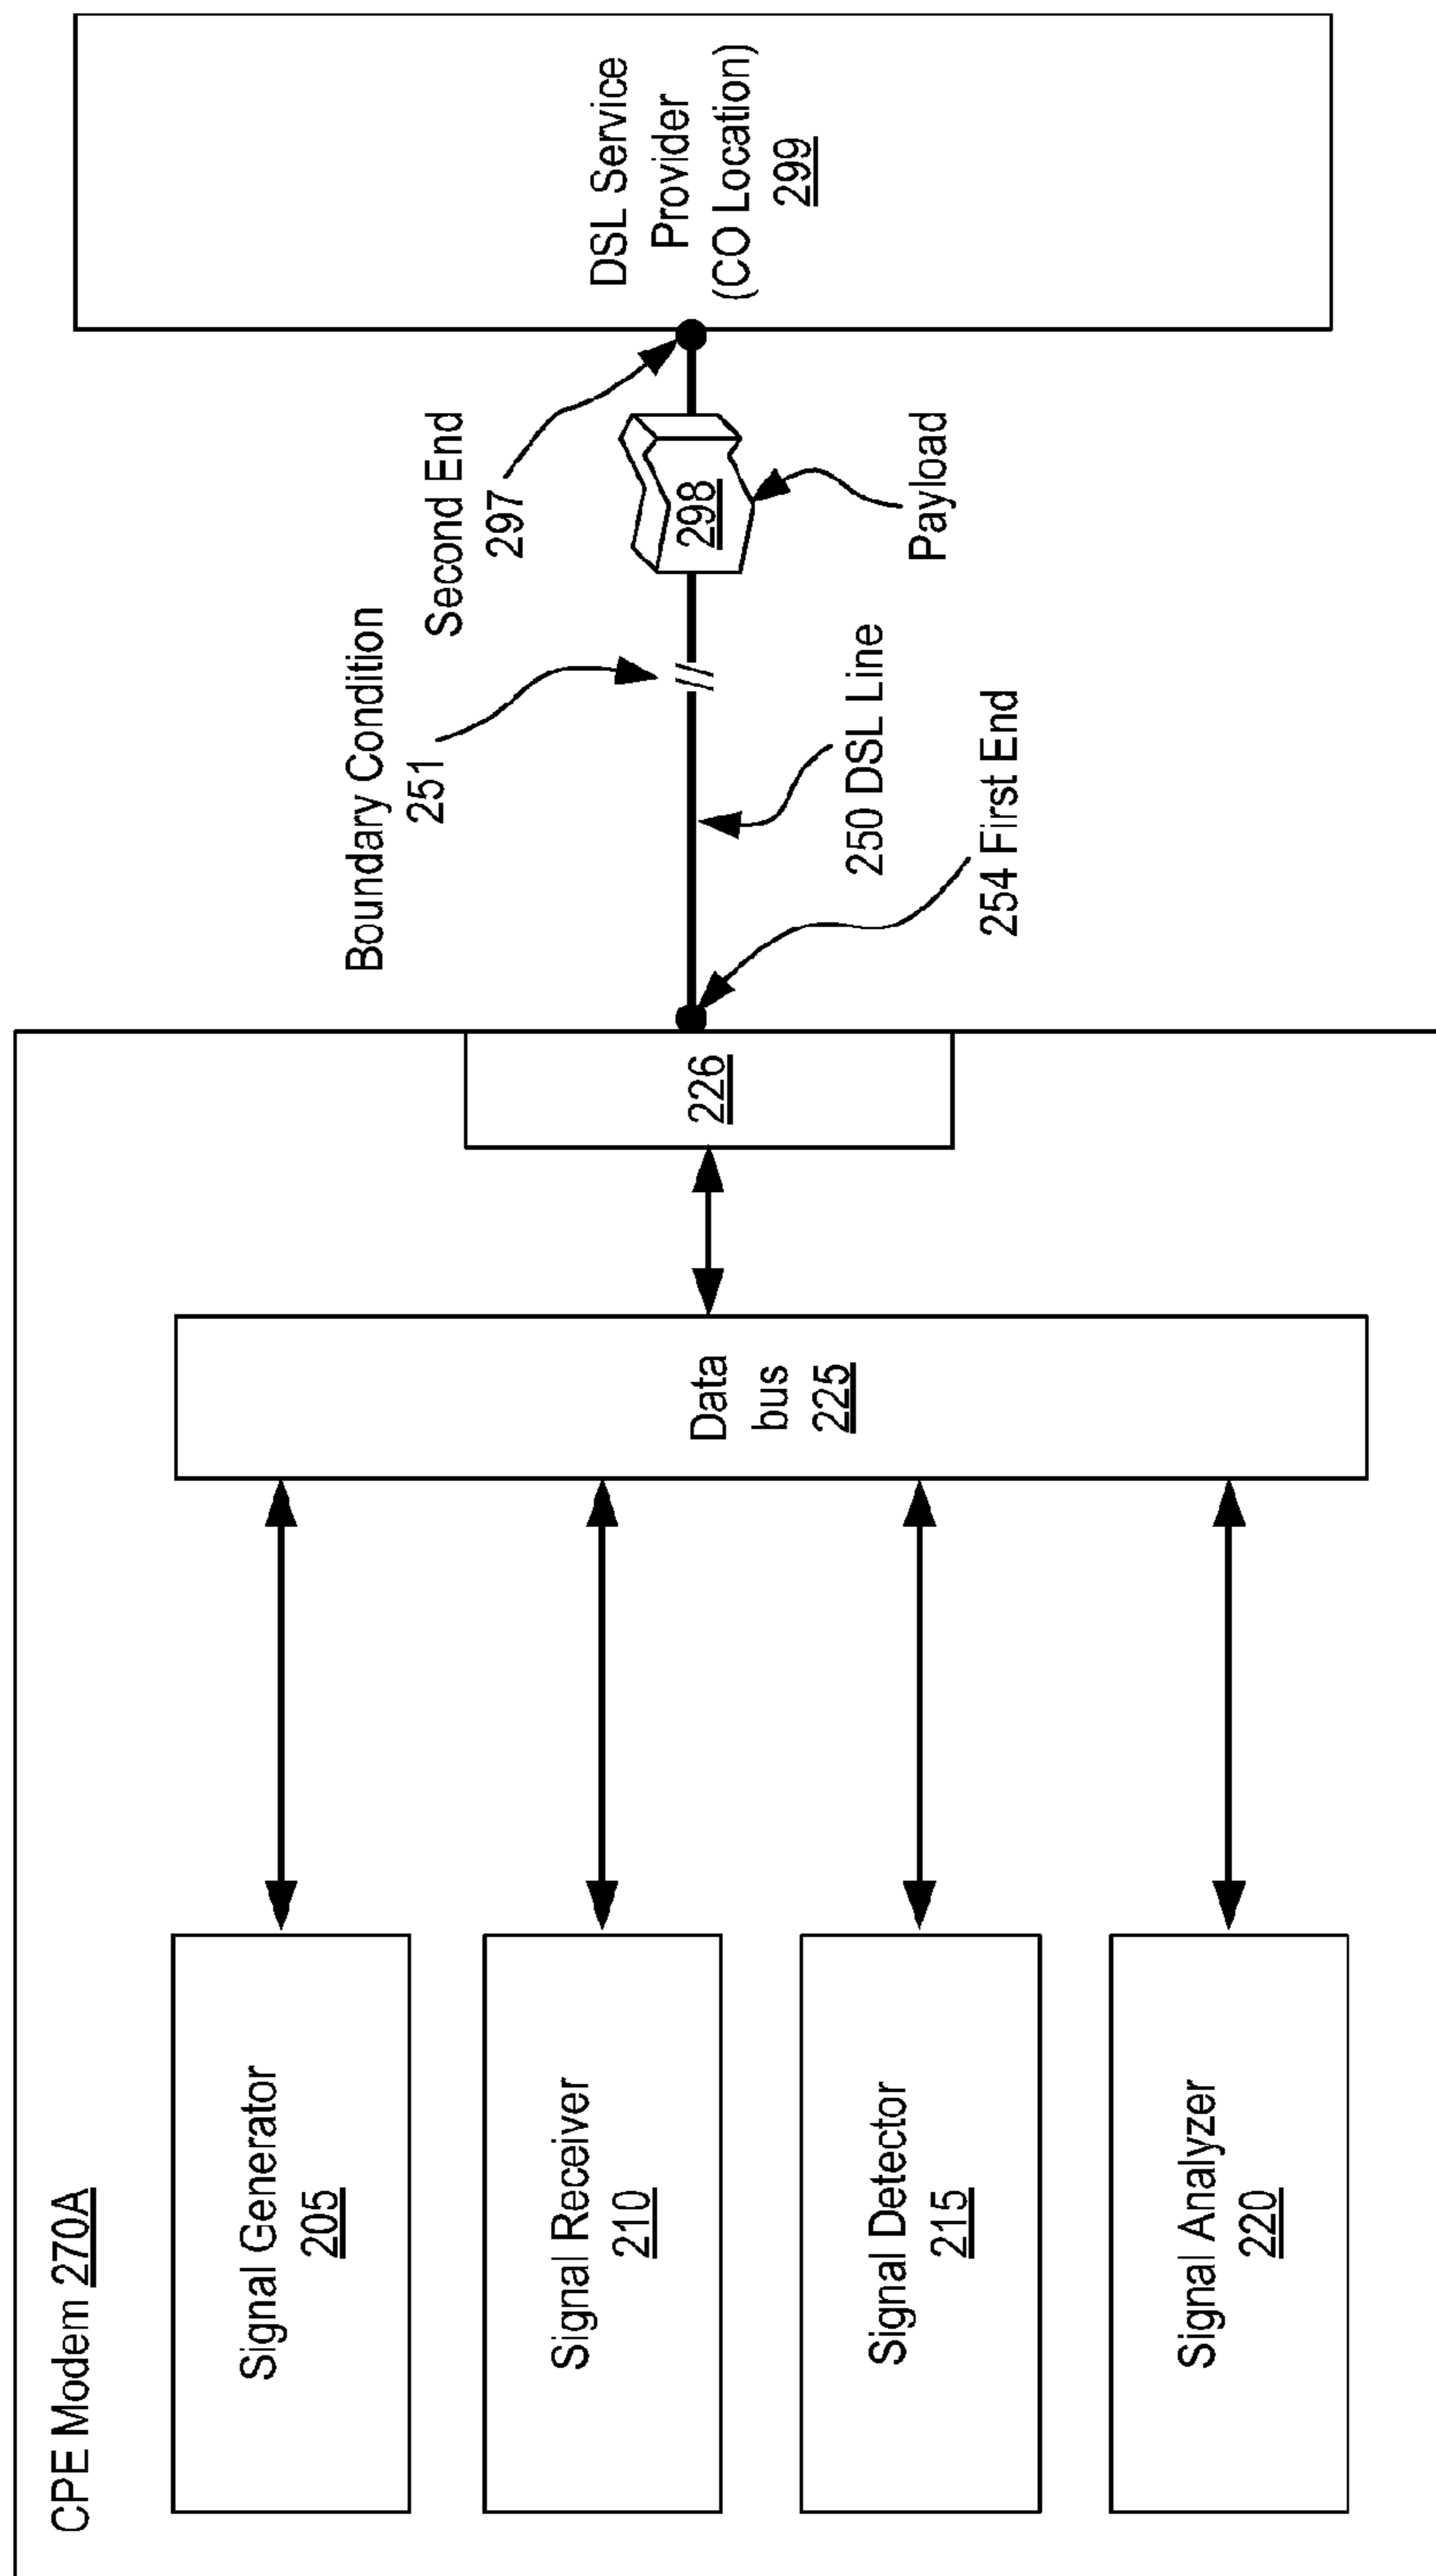 CPE Modem 270A
Signal Generator
205
Signal Receiver
210
Signal Detector
215
Signal Analyzer
220
Data
bus
225
226
Boundary Condition
251
Second End
297
298
Payload
250 DSL Line
254 First End
DSL Service
Provider
(CO Location)
299